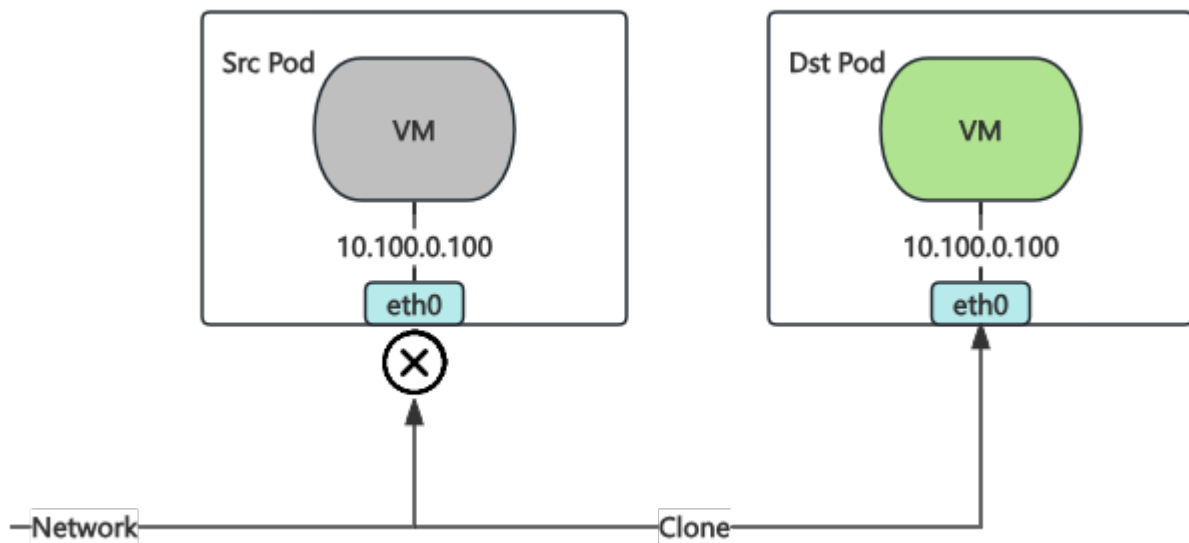 Src Pod
VM
10.100.0.100
eth0
Dst Pod
VM
10.100.0.100
eth0
Network
Clone